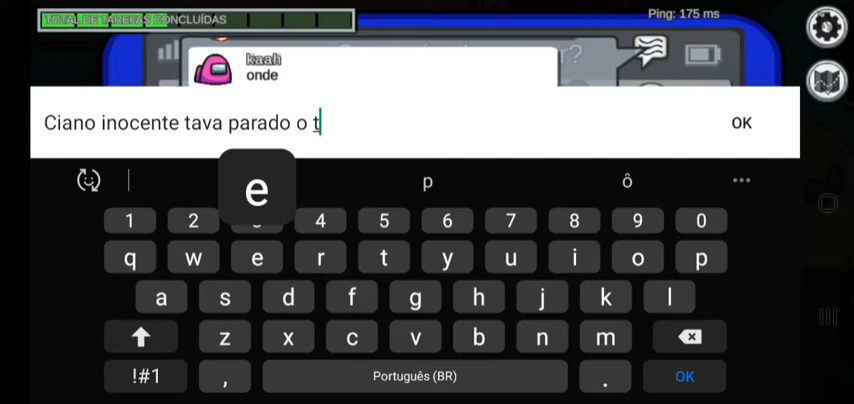 TOTAL DE TAREFAS CONCLUÍDAS
Ping: 175 ms
r?
kaah
onde
Ciano inocente tava parado o t
OK
e
p ô
1 2 4 5 6 7 8 9 0
q w e r t y u i o p
a s d f g h j k l
z x c v b n m
!#1 , Português (BR) . OK